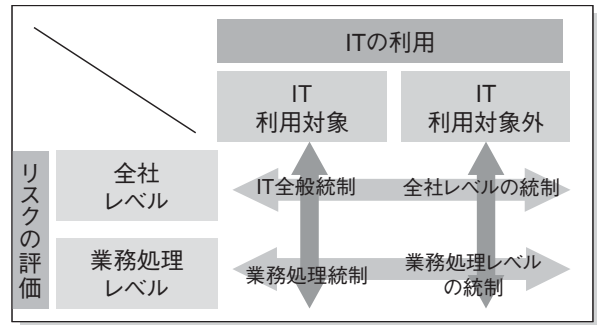 ITの利用
IT
利用対象
IT
利用対象外
リスクの評価
全社
レベル
IT全般統制
全社レベルの統制
業務処理
レベル
業務処理統制
業務処理レベル
の統制